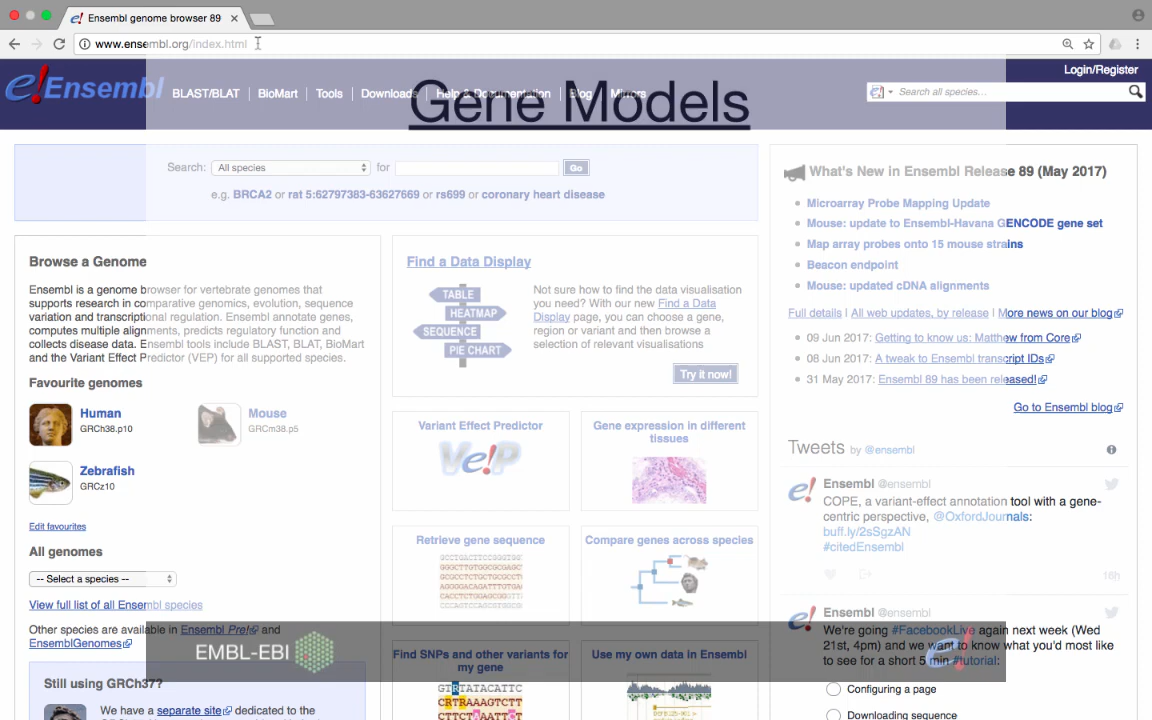 Ensembl genome browser 89
www.ensembl.org/index.html
Login/Register
e!Ensembl
BLAST/BLAT | BioMart | Tools | Downloads | Help & Documentation | Blog | Mirrors
Search all species...
Gene Models
Search: All species for Go
e.g. BRCA2 or rat 5:62797383-63627669 or rs699 or coronary heart disease
Browse a Genome
Ensembl is a genome browser for vertebrate genomes that
supports research in comparative genomics, evolution, sequence
variation and transcriptional regulation. Ensembl annotate genes,
computes multiple alignments, predicts regulatory function and
collects disease data. Ensembl tools include BLAST, BLAT, BioMart
and the Variant Effect Predictor (VEP) for all supported species.
Favourite genomes
Human
GRCh38.p10
Mouse
GRCm38.p5
Zebrafish
GRCz10
Edit favourites
All genomes
-- Select a species --
View full list of all Ensembl species
Other species are available in Ensembl Pre! and
EnsemblGenomes
Still using GRCh37?
We have a separate site dedicated to the
Find a Data Display
TABLE
HEATMAP
SEQUENCE
PIE CHART
Not sure how to find the data visualisation
you need? With our new Find a Data
Display page, you can choose a gene,
region or variant and then browse a
selection of relevant visualisations
Try it now!
Variant Effect Predictor
Ve!P
Gene expression in different
tissues
Retrieve gene sequence
Compare genes across species
Find SNPs and other variants for
my gene
Use my own data in Ensembl
What's New in Ensembl Release 89 (May 2017)
Microarray Probe Mapping Update
Mouse: update to Ensembl-Havana GENCODE gene set
Map array probes onto 15 mouse strains
Beacon endpoint
Mouse: updated cDNA alignments
Full details | All web updates, by release | More news on our blog
09 Jun 2017: Getting to know us: Matthew from Core
08 Jun 2017: A tweak to Ensembl transcript IDs
31 May 2017: Ensembl 89 has been released!
Go to Ensembl blog
Tweets by @ensembl
Ensembl @ensembl
COPE, a variant-effect annotation tool with a gene-
centric perspective, @OxfordJournals:
buff.ly/2sSgzAN
#citedEnsembl
16h
Ensembl @ensembl
We're going #FacebookLive again next week (Wed
21st, 4pm) and we want to know what you'd most like
to see for a short 5 min #tutorial:
Configuring a page
Downloading sequence
EMBL-EBI
e!